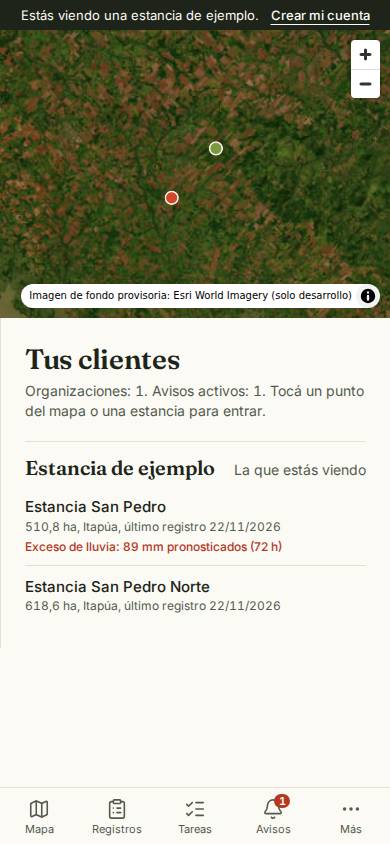 Estás viendo una estancia de ejemplo. Crear mi cuenta
Imagen de fondo provisoria: Esri World Imagery (solo desarrollo)
Tus clientes
Organizaciones: 1. Avisos activos: 1. Tocá un punto
del mapa o una estancia para entrar.
Estancia de ejemplo La que estás viendo
Estancia San Pedro
510,8 ha, Itapúa, último registro 22/11/2026
Exceso de lluvia: 89 mm pronosticados (72 h)
Estancia San Pedro Norte
618,6 ha, Itapúa, último registro 22/11/2026
1
Mapa Registros Tareas Avisos Más